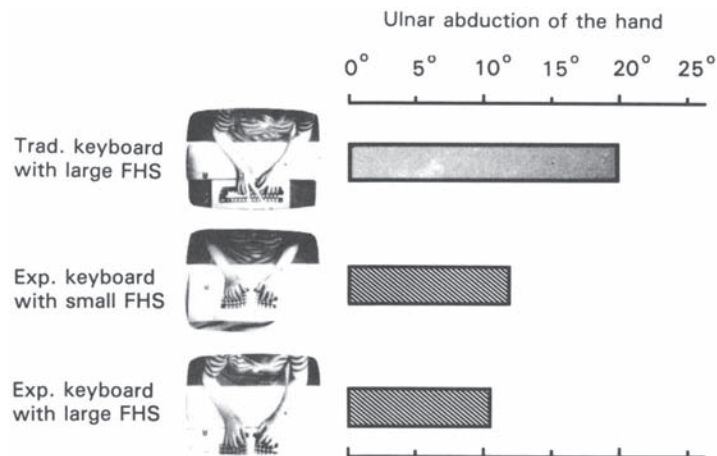 Ulnar abduction of the hand
0° 5° 10° 15° 20° 25°
Trad. keyboard
with large FHS
Exp. keyboard
with small FHS
Exp. keyboard
with large FHS